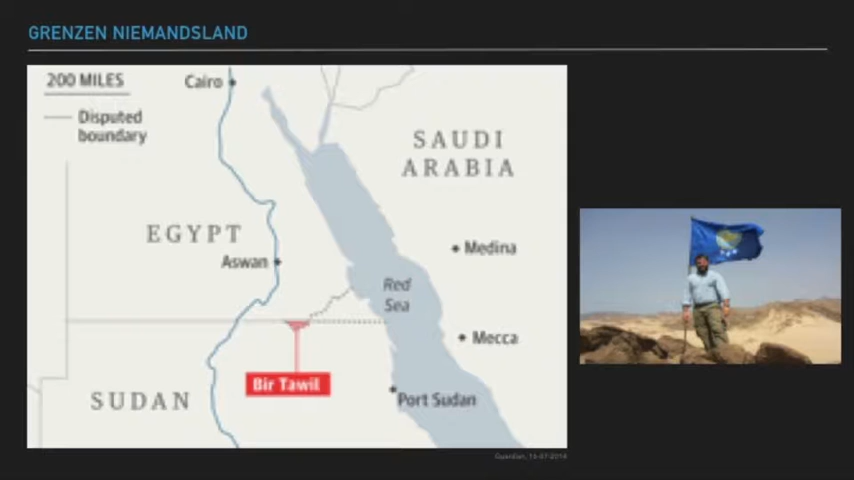 GRENZEN NIEMANDSLAND
200 MILES
Cairo
Disputed
boundary
SAUDI
ARABIA
EGYPT
Medina
Aswan
Red
Sea
Mecca
Bir Tawil
SUDAN
Port Sudan